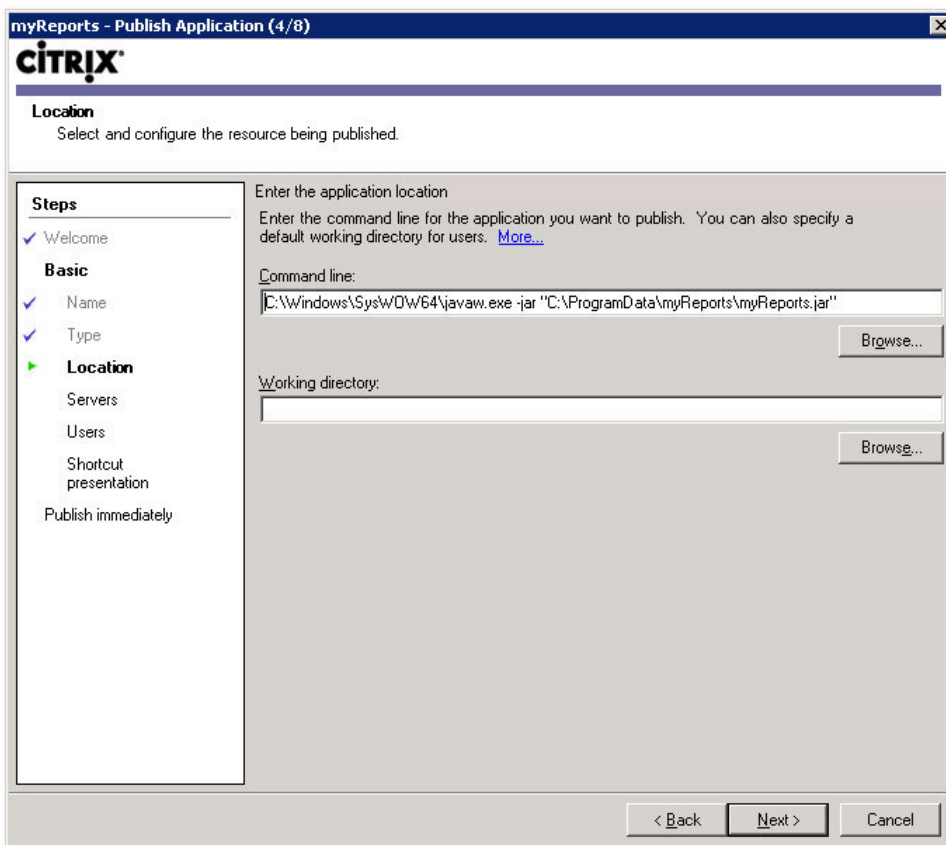 myReports - Publish Application (4/8)
CITRIX
Location
Select and configure the resource being published.
Steps
Welcome
Basic
Name
Type
Location
Servers
Users
Shortcut
presentation
Publish immediately
Enter the application location
Enter the command line for the application you want to publish. You can also specify a
default working directory for users. More...
Command line:
C:\Windows\SysWOW64\javaw.exe -jar "C:\ProgramData\myReports\myReports.jar"
Browse...
Working directory:
Browse...
< Back
Next >
Cancel